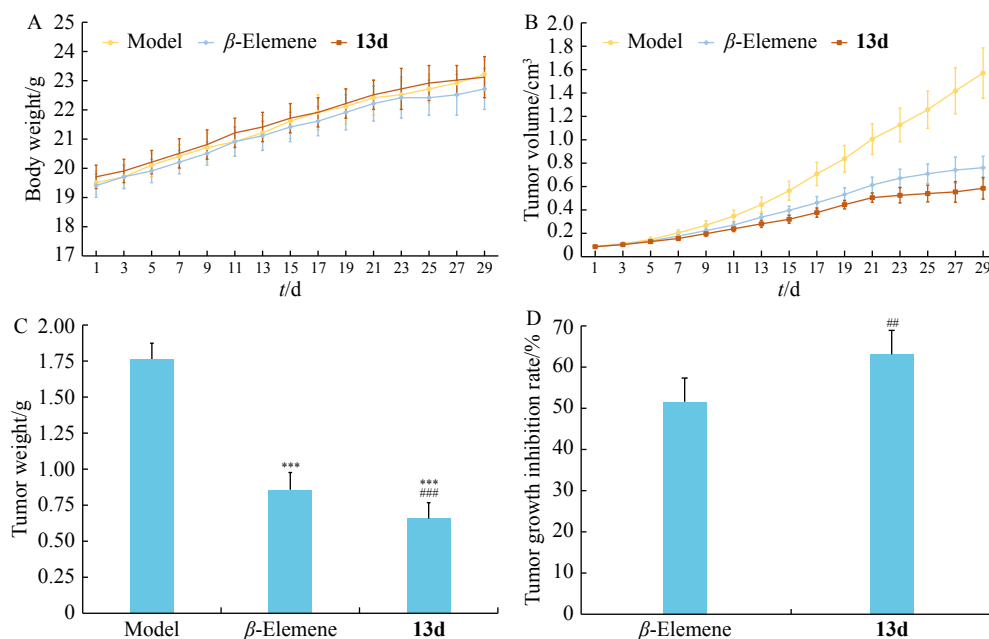 A
25
24
23
22
21
20
19
18
17
Body weight/g
Model β-Elemene 13d
1 3 5 7 9 11 13 15 17 19 21 23 25 27 29
t/d
B
2.0
1.8
1.6
1.4
1.2
1.0
0.8
0.6
0.4
0.2
0
Tumor volume/cm³
Model β-Elemene 13d
1 3 5 7 9 11 13 15 17 19 21 23 25 27 29
t/d
C
2.00
1.75
1.50
1.25
1.00
0.75
0.50
0.25
0
Tumor weight/g
***
***
###
Model β-Elemene 13d
D
70
60
50
40
30
20
10
0
Tumor growth inhibition rate/%
##
β-Elemene 13d